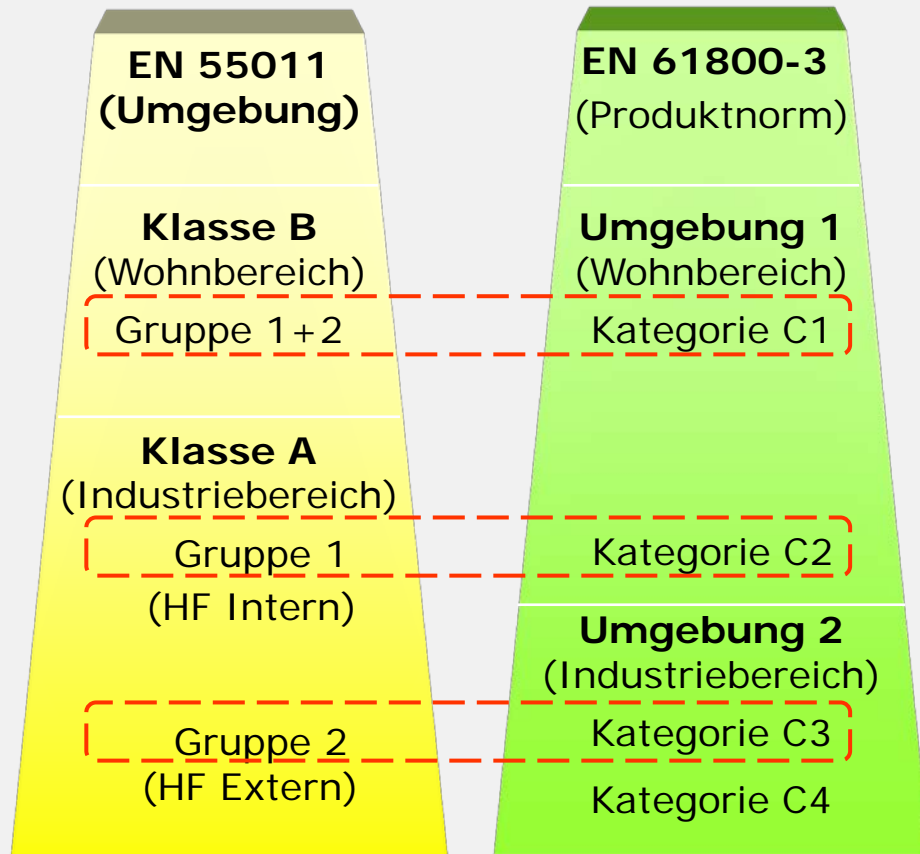 EN 55011
(Umgebung)
Klasse B
(Wohnbereich)
Gruppe 1+2
Klasse A
(Industriebereich)
Gruppe 1
(HF Intern)
Gruppe 2
(HF Extern)
EN 61800-3
(Produktnorm)
Umgebung 1
(Wohnbereich)
Kategorie C1
Kategorie C2
Umgebung 2
(Industriebereich)
Kategorie C3
Kategorie C4